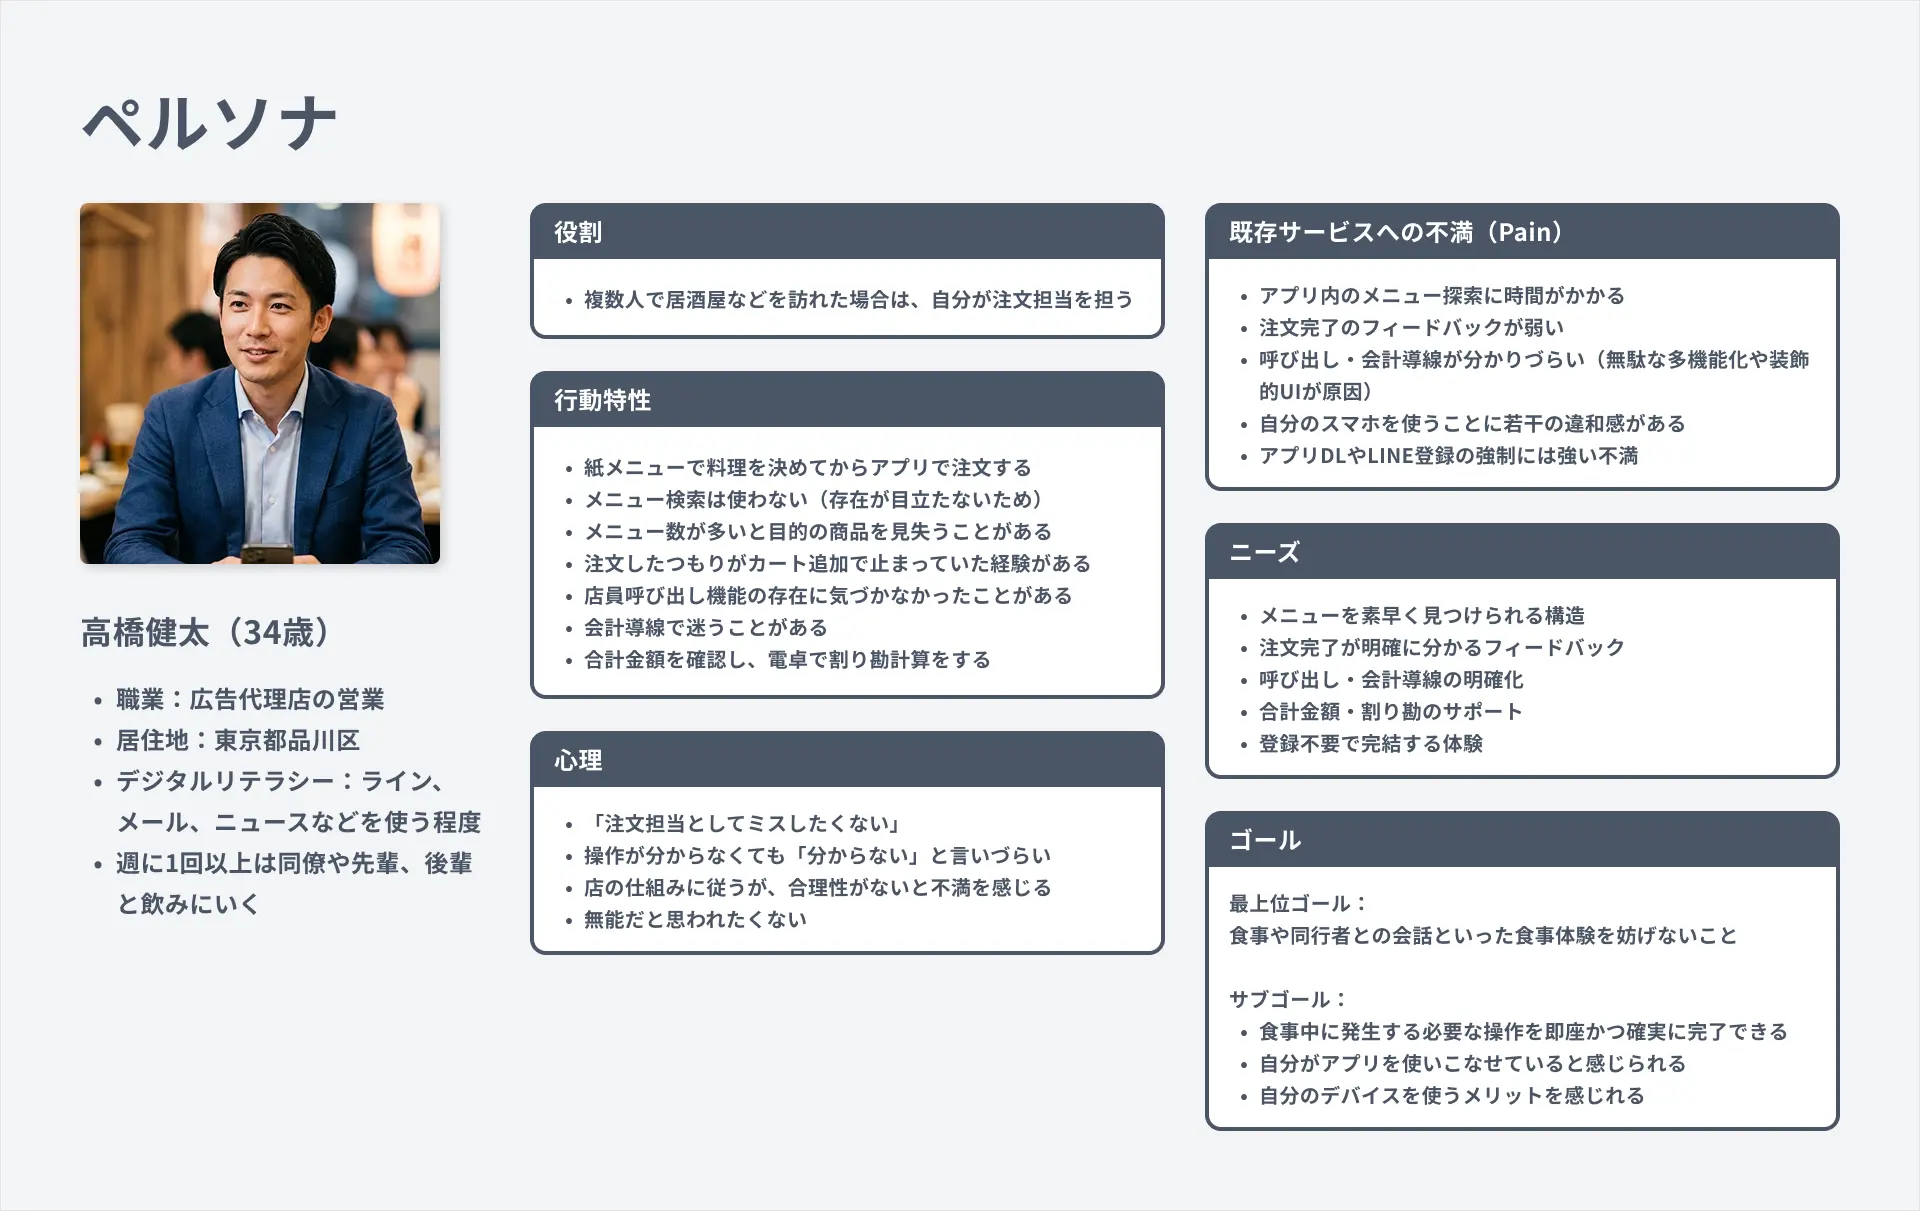 ペルソナ
高橋健太（34歳）
・職業：広告代理店の営業
・居住地：東京都品川区
・デジタルリテラシー：ライン、
メール、ニュースなどを使う程度
・週に1回以上は同僚や先輩、後輩
と飲みにいく
役割
・複数人で居酒屋などを訪れた場合は、自分が注文担当を担う
行動特性
・紙メニューで料理を決めてからアプリで注文する
・メニュー検索は使わない（存在が目立たないため）
・メニュー数が多いと目的の商品を見失うことがある
・注文したつもりがカート追加で止まっていた経験がある
・店員呼び出し機能の存在に気づかなかったことがある
・会計導線で迷うことがある
・合計金額を確認し、電卓で割り勘計算をする
心理
・「注文担当としてミスしたくない」
・操作が分からなくても「分からない」と言いづらい
・店の仕組みに従うが、合理性がないと不満を感じる
・無能だと思われたくない
既存サービスへの不満（Pain）
・アプリ内のメニュー探索に時間がかかる
・注文完了のフィードバックが弱い
・呼び出し・会計導線が分かりづらい（無駄な多機能化や装飾
的UIが原因）
・自分のスマホを使うことに若干の違和感がある
・アプリDLやLINE登録の強制には強い不満
ニーズ
・メニューを素早く見つけられる構造
・注文完了が明確に分かるフィードバック
・呼び出し・会計導線の明確化
・合計金額・割り勘のサポート
・登録不要で完結する体験
ゴール
最上位ゴール：
食事や同行者との会話といった食事体験を妨げないこと
サブゴール：
・食事中に発生する必要な操作を即座かつ確実に完了できる
・自分がアプリを使いこなせていると感じられる
・自分のデバイスを使うメリットを感じれる